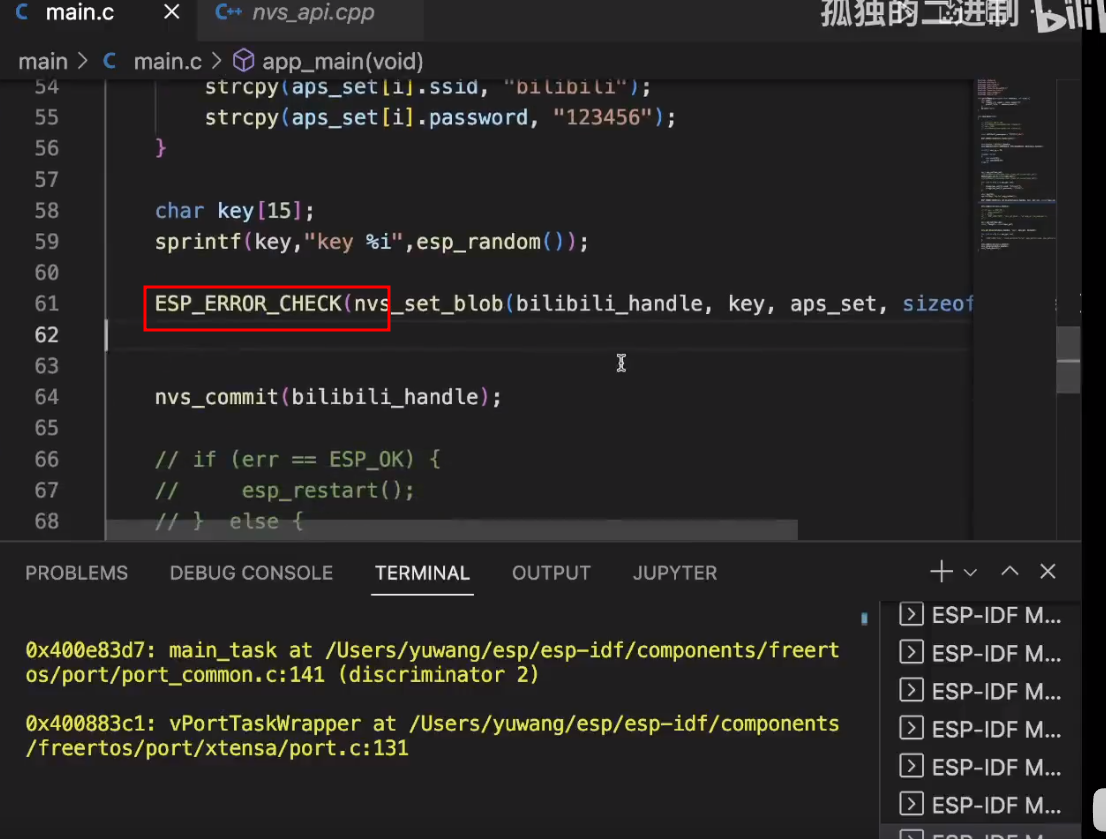 main.c
nvs_api.cpp
孤独的二进制
main > C main.c > app_main(void)
54 strcpy(aps_set[i].ssid, "bilibili");
55 strcpy(aps_set[i].password, "123456");
56 }
57
58 char key[15];
59 sprintf(key,"key %i",esp_random());
60
61 ESP_ERROR_CHECK(nvs_set_blob(bilibili_handle, key, aps_set, sizeof
62
63
64 nvs_commit(bilibili_handle);
65
66 // if (err == ESP_OK) {
67 //     esp_restart();
68 // } else {
PROBLEMS DEBUG CONSOLE TERMINAL OUTPUT JUPYTER
0x400e83d7: main_task at /Users/yuwang/esp/esp-idf/components/freert
os/port/port_common.c:141 (discriminator 2)
0x400883c1: vPortTaskWrapper at /Users/yuwang/esp/esp-idf/components
/freertos/port/xtensa/port.c:131
ESP-IDF M...
ESP-IDF M...
ESP-IDF M...
ESP-IDF M...
ESP-IDF M...
ESP-IDF M...